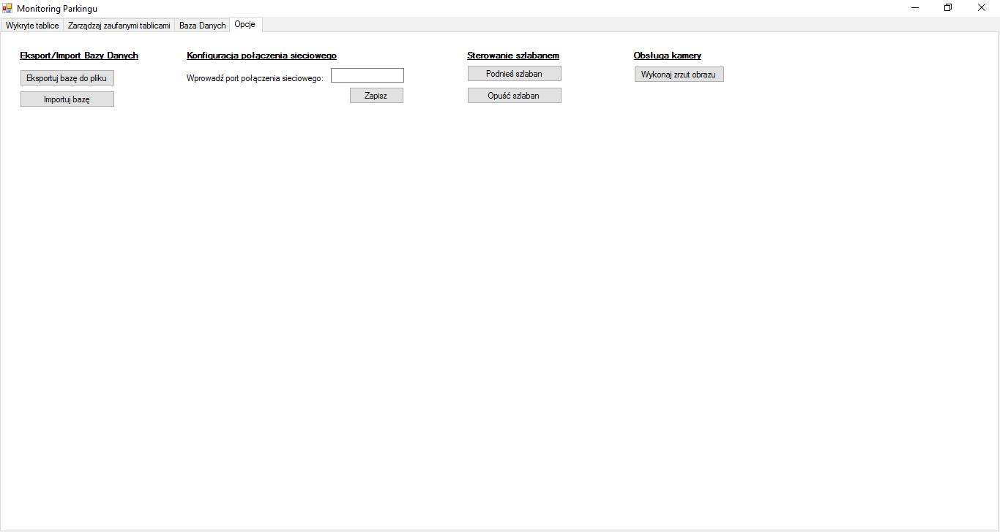 Monitoring Parkingu
Wykryte tablice
Zarządzaj zaufanymi tablicami
Baza Danych
Opcje
Eksport/Import Bazy Danych
Eksportuj bazę do pliku
Importuj bazę
Konfiguracja połączenia sieciowego
Wprowadź port połączenia sieciowego:
Zapisz
Sterowanie szlabanem
Podnieś szlaban
Opuść szlaban
Obsługa kamery
Wykonaj zrzut obrazu